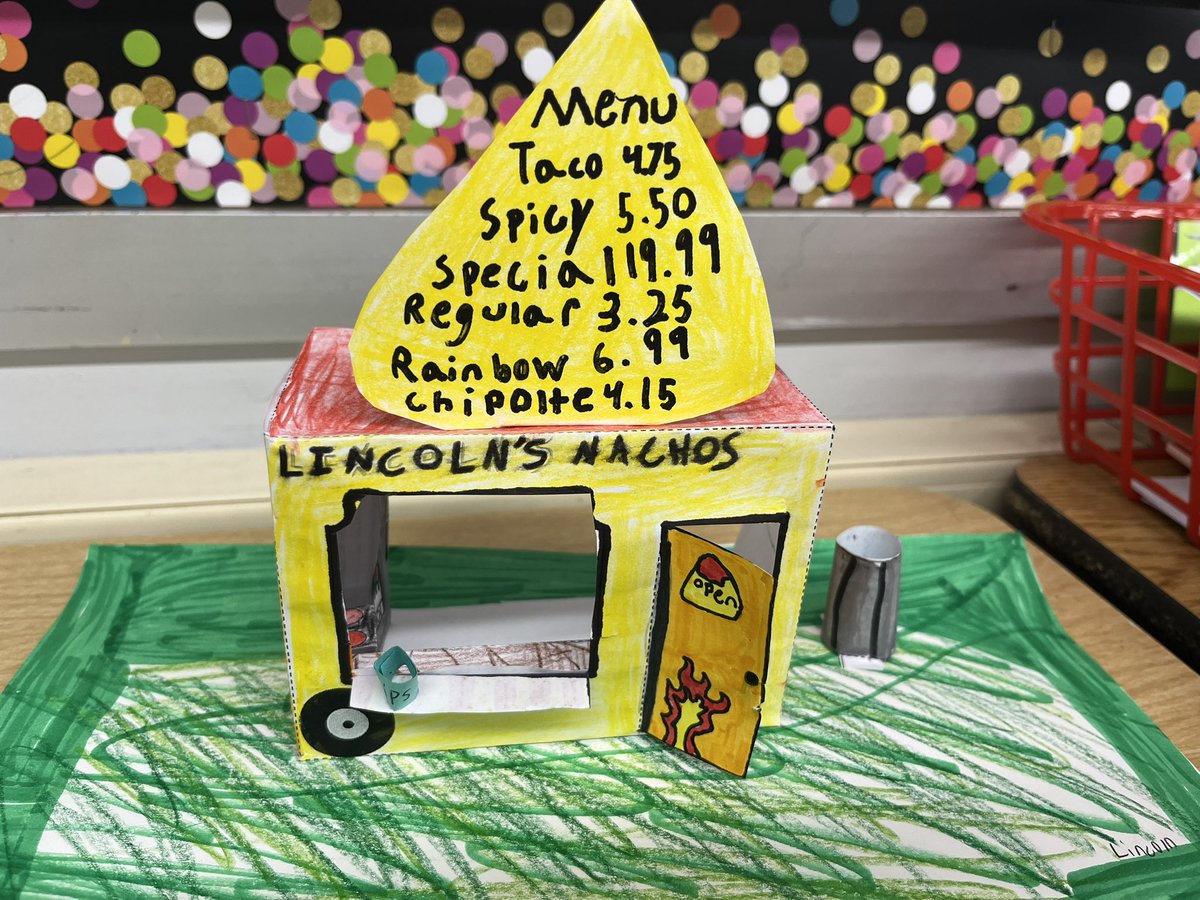 Menu
Taco 4.75
Spicy 5.50
Special 19.99
Regular 3.25
Rainbow 6.99
chipolte 4.15
LINCOLN'S NACHOS
open
PS
Lincoln